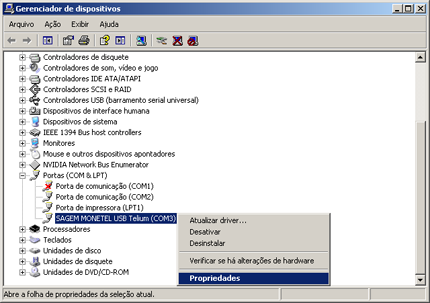 Gerenciador de dispositivos
Arquivo Ação Exibir Ajuda
Controladores de disquete
Controladores de som, vídeo e jogo
Controladores IDE ATA/ATAPI
Controladores SCSI e RAID
Controladores USB (barramento serial universal)
Dispositivos de interface humana
Dispositivos de sistema
IEEE 1394 Bus host controllers
Monitores
Mouse e outros dispositivos apontadores
NVIDIA Network Bus Enumerator
Portas (COM & LPT)
Porta de comunicação (COM1)
Porta de comunicação (COM2)
Porta de impressora (LPT1)
SAGEM MONETEL USB Telium (COM3)
Processadores
Teclados
Unidades de disco
Unidades de disquete
Unidades de DVD/CD-ROM
Atualizar driver...
Desativar
Desinstalar
Verificar se há alterações de hardware
Propriedades
Abre a folha de propriedades da seleção atual.